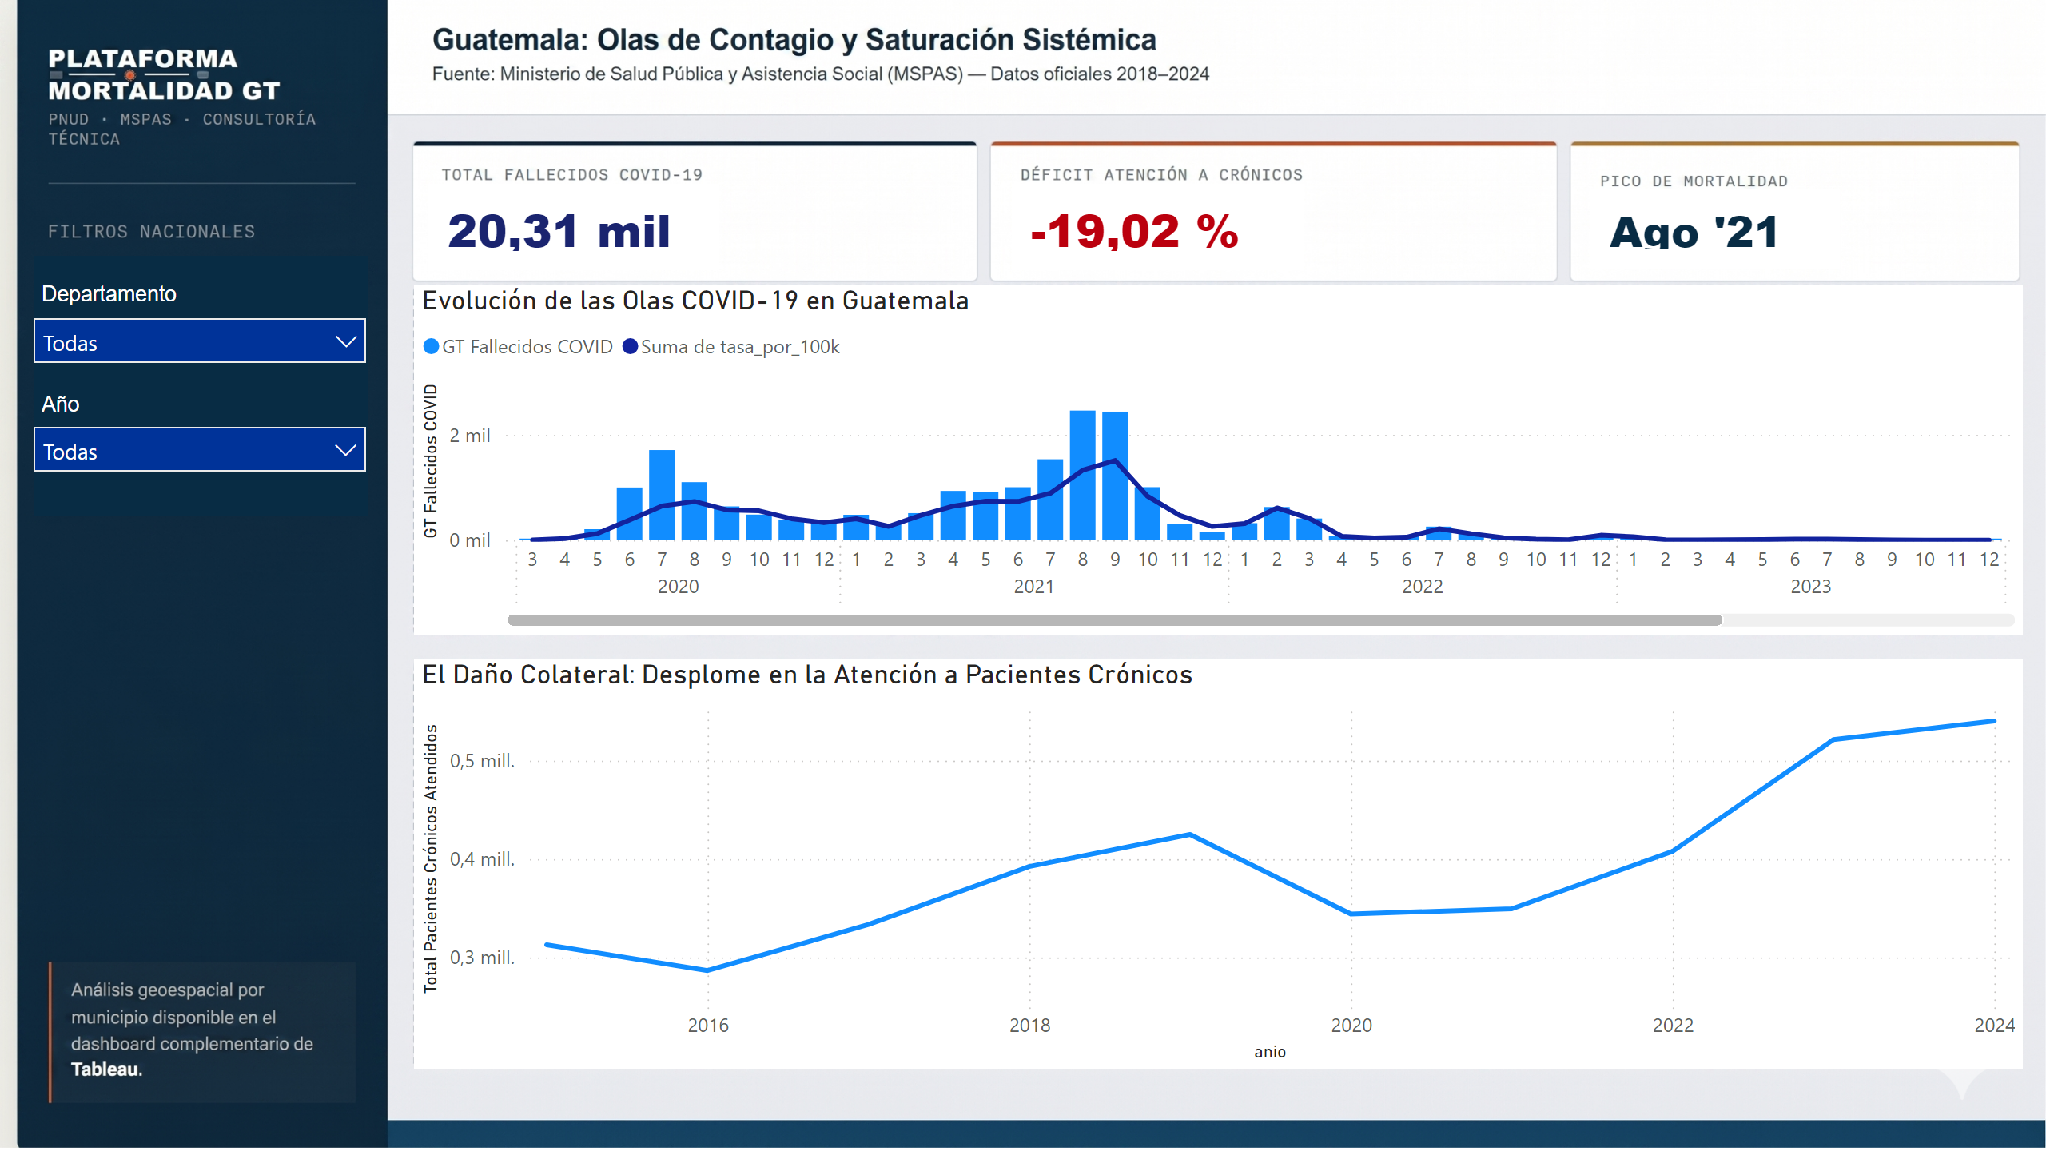 PLATAFORMA
MORTALIDAD GT
PNUD · MSPAS · CONSULTORÍA
TÉCNICA
FILTROS NACIONALES
Departamento
Todas
Año
Todas
Análisis geoespacial por
municipio disponible en el
dashboard complementario de
Tableau.
Guatemala: Olas de Contagio y Saturación Sistémica
Fuente: Ministerio de Salud Pública y Asistencia Social (MSPAS) — Datos oficiales 2018–2024
TOTAL FALLECIDOS COVID-19
20,31 mil
DÉFICIT ATENCIÓN A CRÓNICOS
-19,02 %
PICO DE MORTALIDAD
Ago '21
Evolución de las Olas COVID-19 en Guatemala
GT Fallecidos COVID Suma de tasa_por_100k
GT Fallecidos COVID
2 mil
0 mil
3 4 5 6 7 8 9 10 11 12 1 2 3 4 5 6 7 8 9 10 11 12 1 2 3 4 5 6 7 8 9 10 11 12 1 2 3 4 5 6 7 8 9 10 11 12
2020 2021 2022 2023
El Daño Colateral: Desplome en la Atención a Pacientes Crónicos
Total Pacientes Crónicos Atendidos
0,5 mill.
0,4 mill.
0,3 mill.
2016 2018 2020 2022 2024
anio